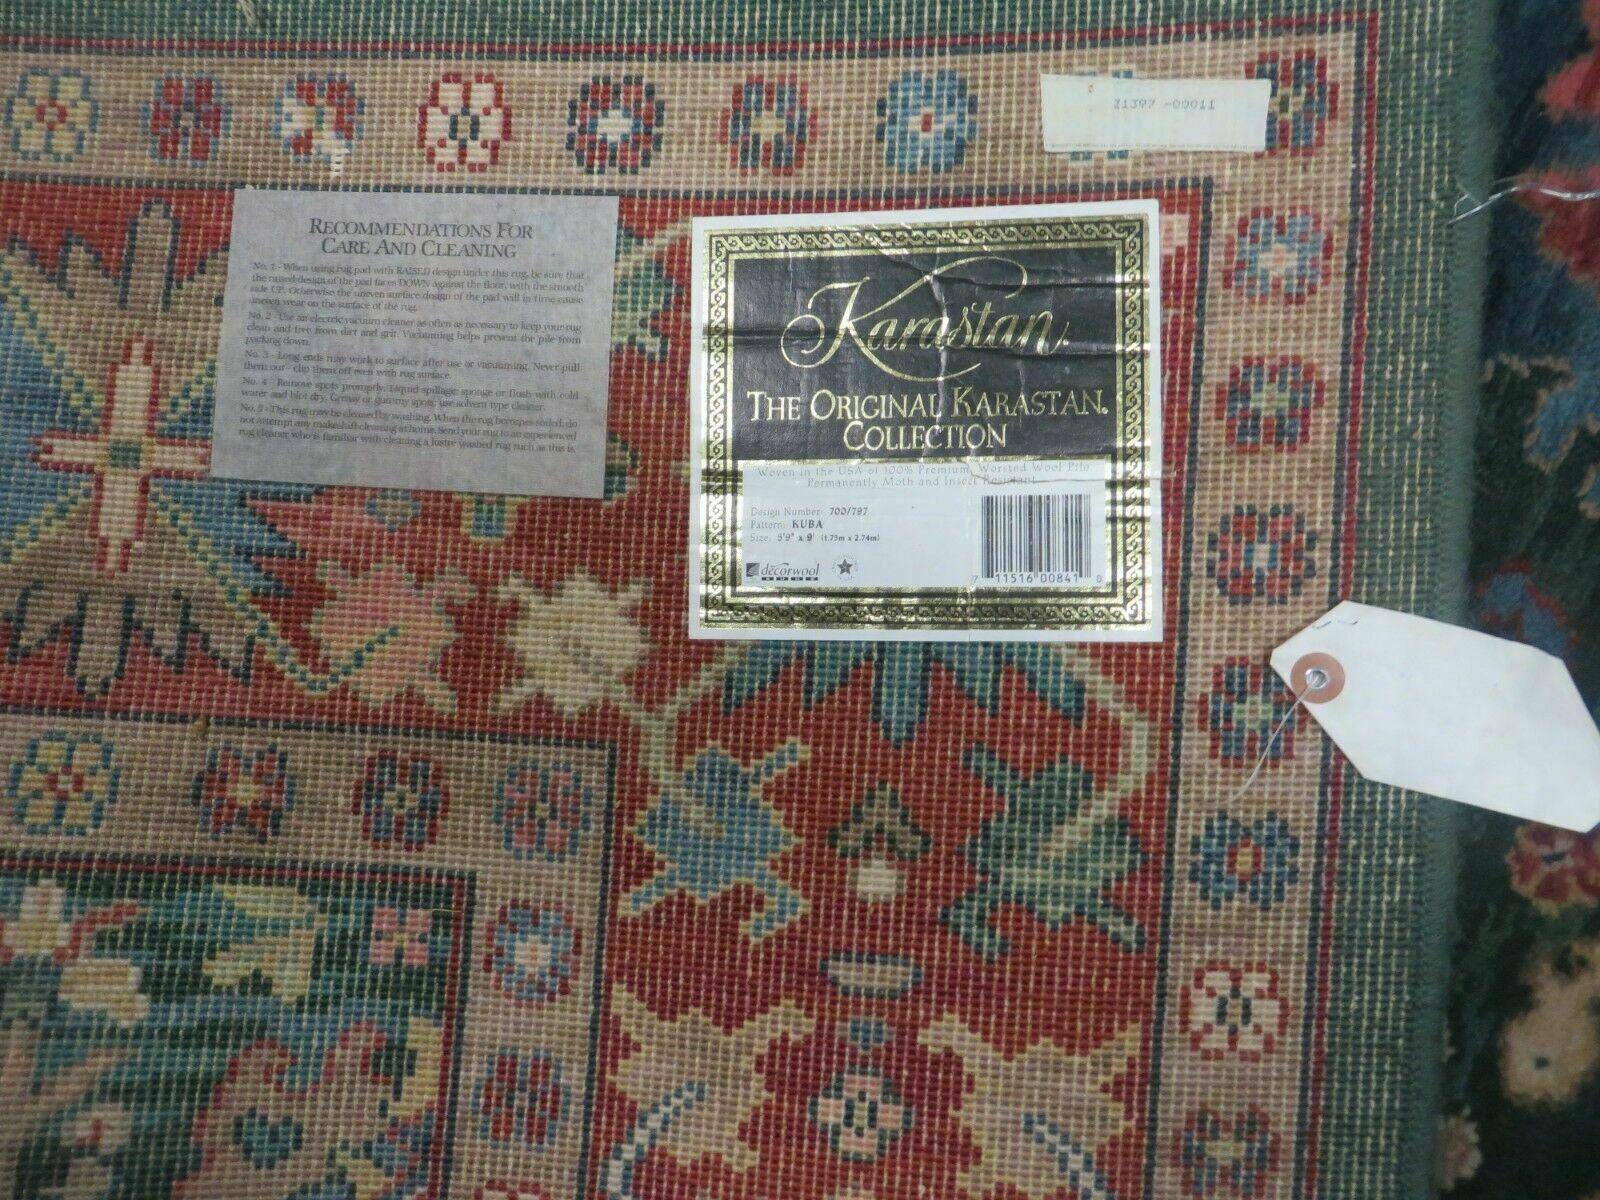 21397 -00011
RECOMMENDATIONS FOR
CARE AND CLEANING
No. 1 - When using rug pad with RAISED design under this rug, be sure that
the raised design of the pad faces DOWN against the floor, with the smooth
side UP. Otherwise the uneven surface design of the pad will in time cause
uneven wear on the surface of the rug.
No. 2 - Use an electric vacuum cleaner as often as necessary to keep your rug
clean and free from dirt and grit. Vacuuming helps prevent the pile from
packing down.
No. 3 - Long ends may work to surface after use or vacuuming. Never pull
them out - clip them off even with rug surface.
No. 4 - Remove spots promptly. Liquid spillage: sponge or flush with cold
water and blot dry. Greasy or gummy spots, use solvent type cleaner.
No. 5 - This rug may be cleaned by washing. When the rug becomes soiled, do
not attempt any makeshift cleaning at home. Send your rug to an experienced
rug cleaner who is familiar with cleaning a lustre washed rug such as this is.
Karastan®
THE ORIGINAL KARASTAN®
COLLECTION
Woven in the USA of 100% Premium, Worsted Wool Pile
Permanently Moth and Insect Resistant
Design Number: 700/797
Pattern: KUBA
Size: 5'9" x 9' (1.75m x 2.74m)
decorwool
7 11516 00841 0